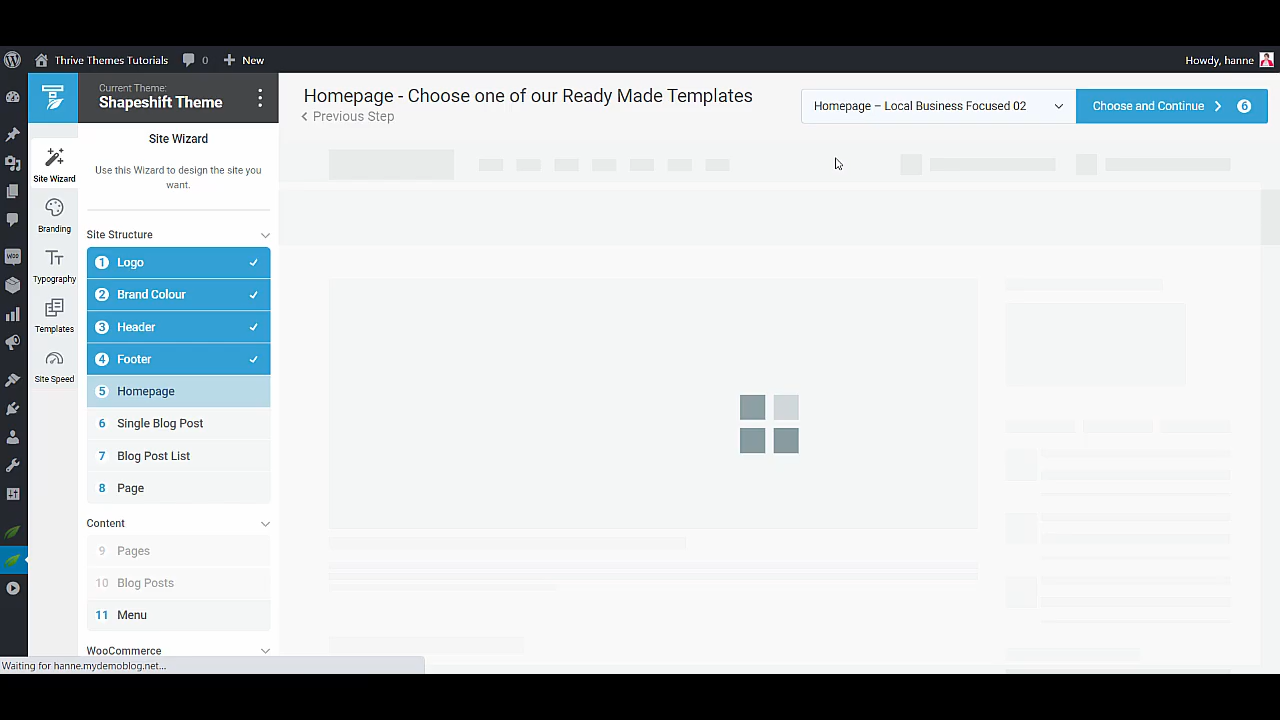 Thrive Themes Tutorials
0
New
Howdy, hanne
Current Theme:
Shapeshift Theme
Site Wizard
Branding
Typography
Templates
Site Speed
Site Wizard
Use this Wizard to design the site you
want.
Site Structure
1 Logo
2 Brand Colour
3 Header
4 Footer
5 Homepage
6 Single Blog Post
7 Blog Post List
8 Page
Content
9 Pages
10 Blog Posts
11 Menu
WooCommerce
Homepage - Choose one of our Ready Made Templates
Previous Step
Homepage – Local Business Focused 02
Choose and Continue
6
Waiting for hanne.mydemoblog.net...